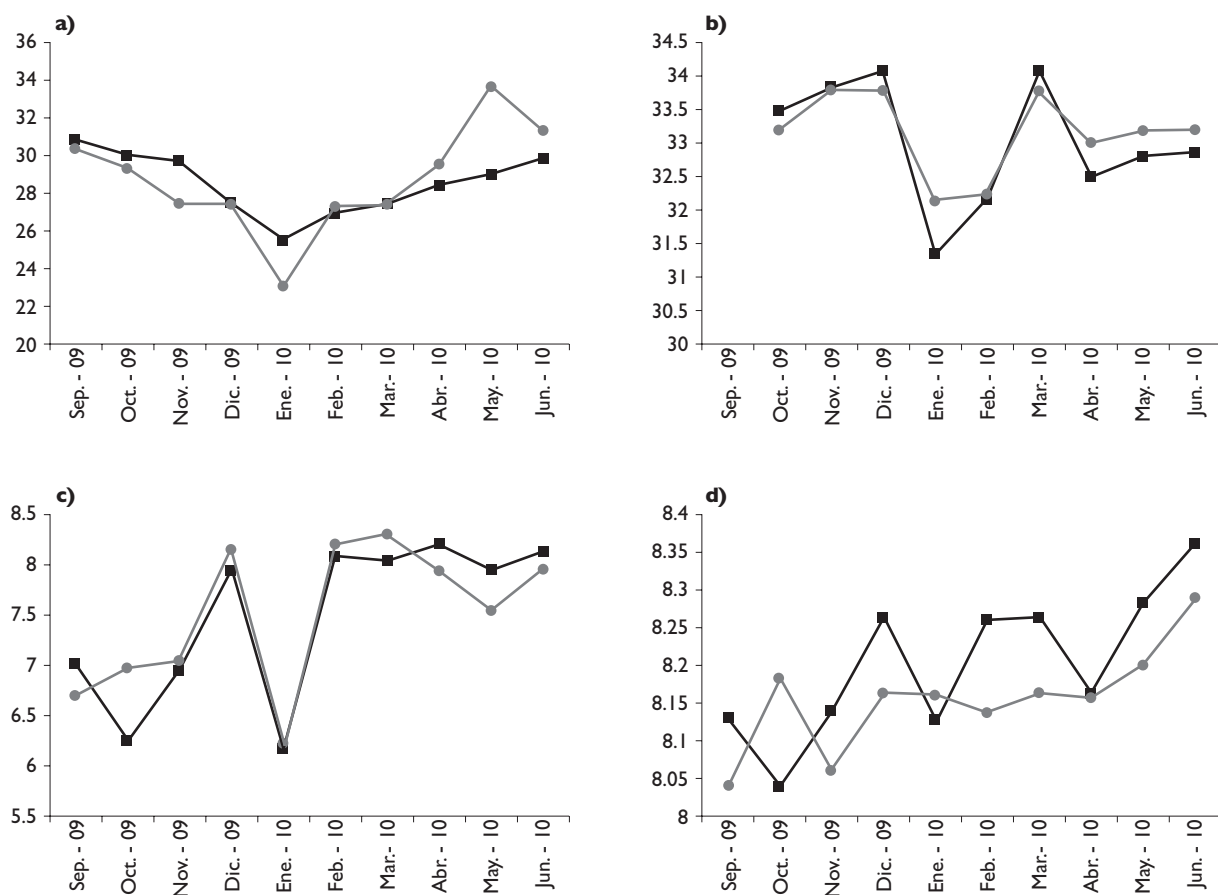 a)
36
34
32
30
28
26
24
22
20
Sep. - 09
Oct. - 09
Nov. - 09
Dic. - 09
Ene. - 10
Feb. - 10
Mar.- 10
Abr. - 10
May. - 10
Jun. - 10
b)
34.5
34
33.5
33
32.5
32
31.5
31
30
Sep. - 09
Oct. - 09
Nov. - 09
Dic. - 09
Ene. - 10
Feb. - 10
Mar.- 10
Abr. - 10
May. - 10
Jun. - 10
c)
8.5
8
7.5
7
6.5
6
5.5
Sep. - 09
Oct. - 09
Nov. - 09
Dic. - 09
Ene. - 10
Feb. - 10
Mar.- 10
Abr. - 10
May. - 10
Jun. - 10
d)
8.4
8.35
8.3
8.25
8.2
8.15
8.1
8.05
8
Sep. - 09
Oct. - 09
Nov. - 09
Dic. - 09
Ene. - 10
Feb. - 10
Mar.- 10
Abr. - 10
May. - 10
Jun. - 10